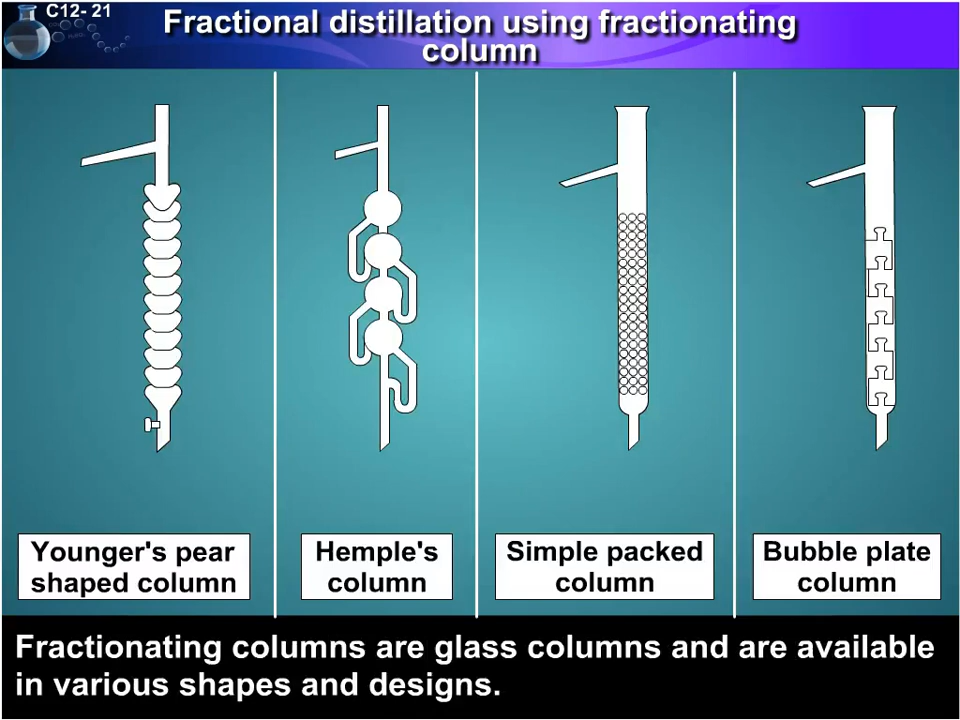 C12- 21
Fractional distillation using fractionating
column
Younger's pear
shaped column
Hemple's
column
Simple packed
column
Bubble plate
column
Fractionating columns are glass columns and are available
in various shapes and designs.